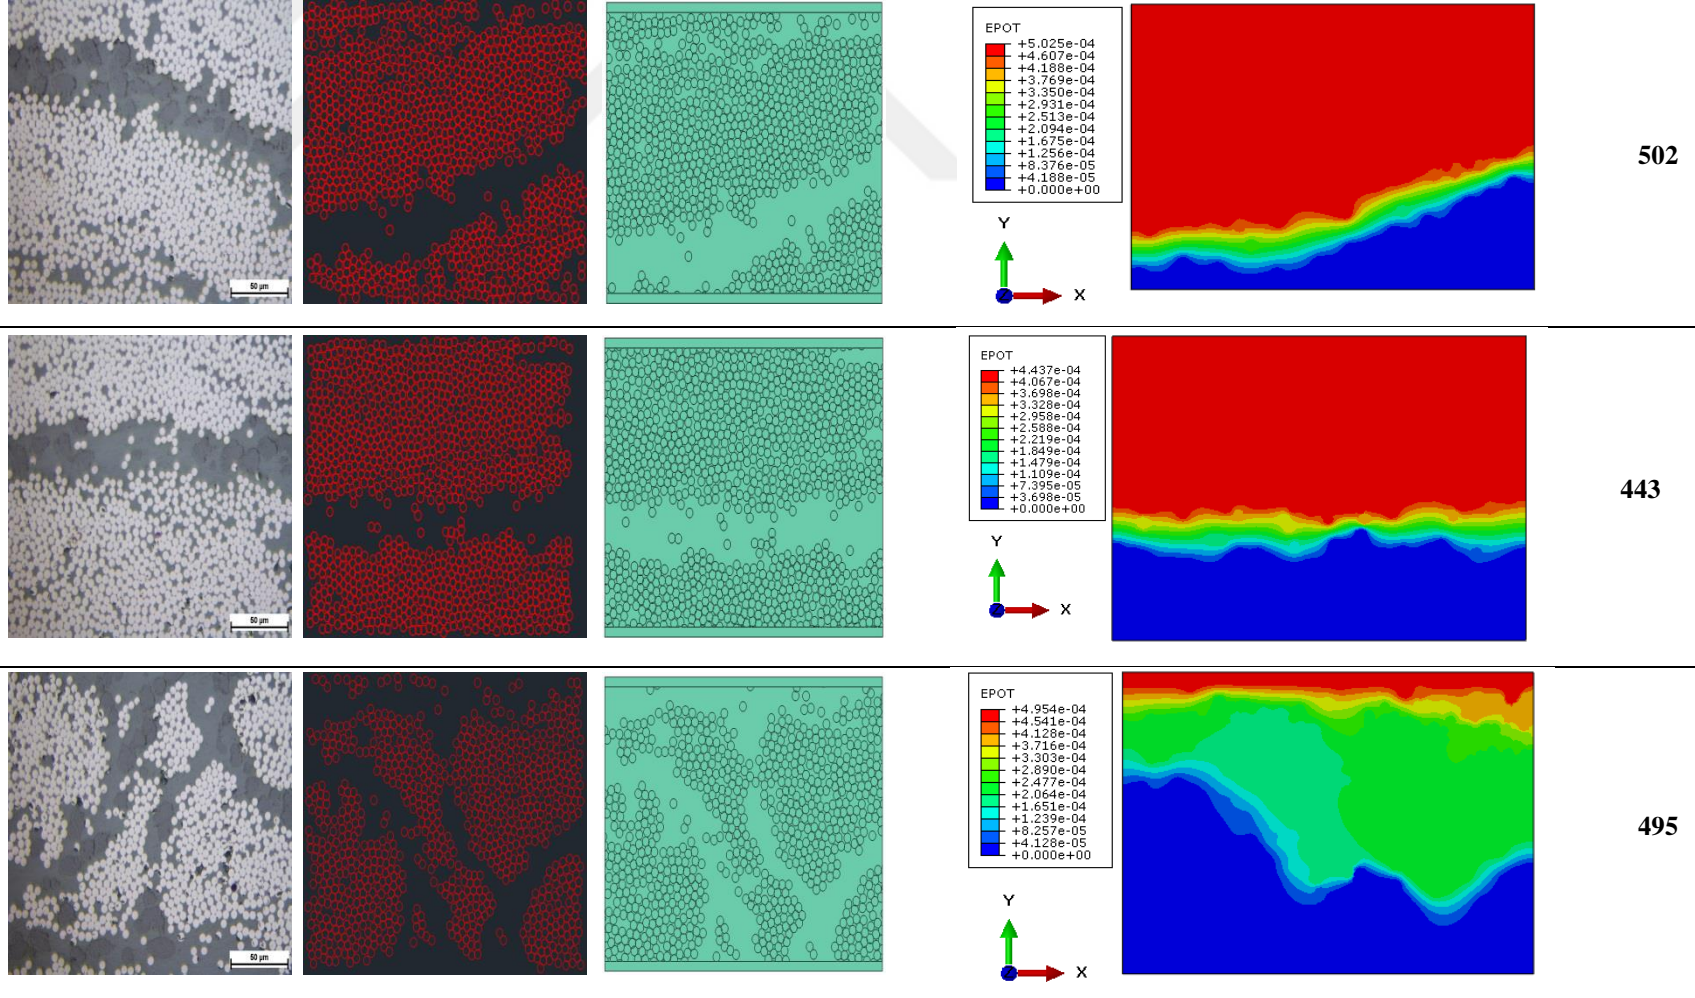 50 µm
EPOT
+5.025e-04
+4.607e-04
+4.188e-04
+3.769e-04
+3.350e-04
+2.931e-04
+2.513e-04
+2.094e-04
+1.675e-04
+1.256e-04
+8.376e-05
+4.188e-05
+0.000e+00
Y
Z
X
502
50 µm
EPOT
+4.437e-04
+4.067e-04
+3.698e-04
+3.328e-04
+2.958e-04
+2.588e-04
+2.219e-04
+1.849e-04
+1.479e-04
+1.109e-04
+7.395e-05
+3.698e-05
+0.000e+00
Y
Z
X
443
50 µm
EPOT
+4.954e-04
+4.541e-04
+4.128e-04
+3.716e-04
+3.303e-04
+2.890e-04
+2.477e-04
+2.064e-04
+1.651e-04
+1.239e-04
+8.257e-05
+4.128e-05
+0.000e+00
Y
Z
X
495